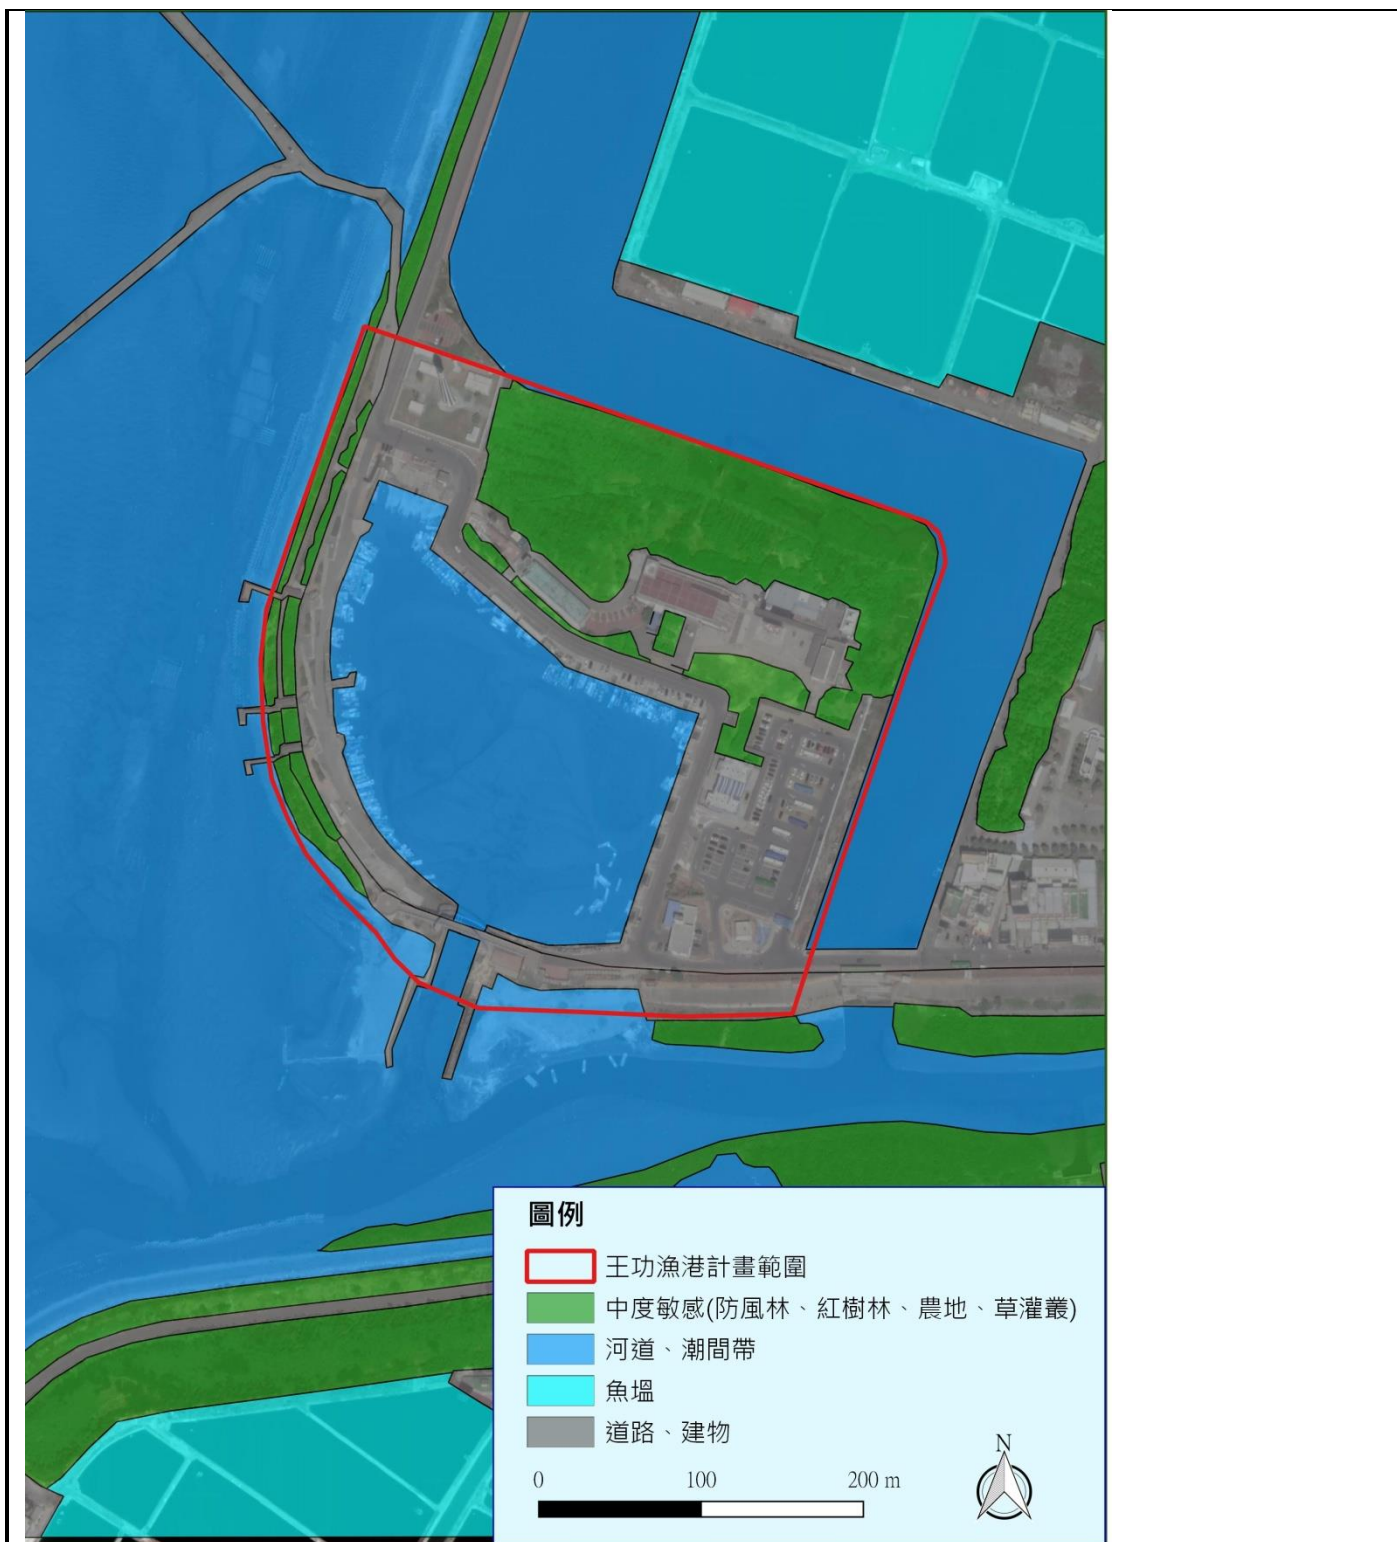 圖例
王功漁港計畫範圍
中度敏感(防風林、紅樹林、農地、草灌叢)
河道、潮間帶
魚塭
道路、建物
0 100 200 m
N